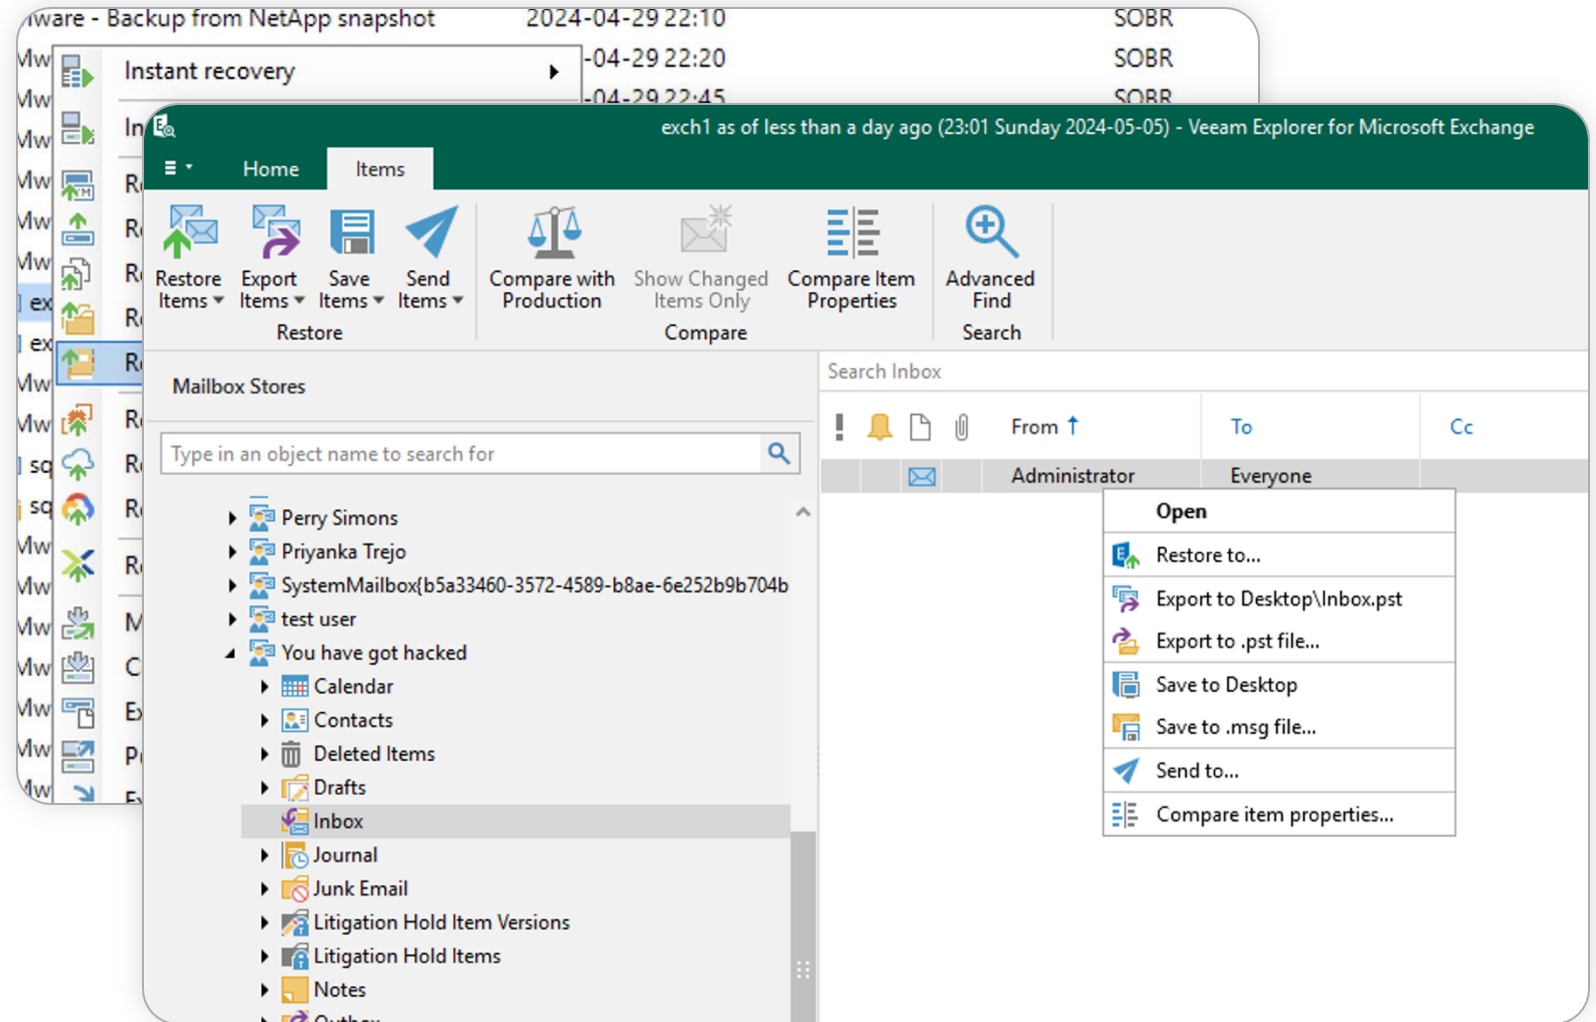 Backup from NetApp snapshot 2024-04-29 22:10 SOBR
-04-29 22:20 SOBR
Instant recovery
-04-29 22:45 SOBR
exch1 as of less than a day ago (23:01 Sunday 2024-05-05) - Veeam Explorer for Microsoft Exchange
Home Items
Restore Items
Export Items
Save Items
Send Items
Restore
Compare with Production
Show Changed Items Only
Compare Item Properties
Compare
Advanced Find
Search
Mailbox Stores
Type in an object name to search for
Perry Simons
Priyanka Trejo
SystemMailbox{b5a33460-3572-4589-b8ae-6e252b9b704b
test user
You have got hacked
Calendar
Contacts
Deleted Items
Drafts
Inbox
Journal
Junk Email
Litigation Hold Item Versions
Litigation Hold Items
Notes
Outbox
Search Inbox
From To Cc
Administrator Everyone
Open
Restore to...
Export to Desktop\Inbox.pst
Export to .pst file...
Save to Desktop
Save to .msg file...
Send to...
Compare item properties...